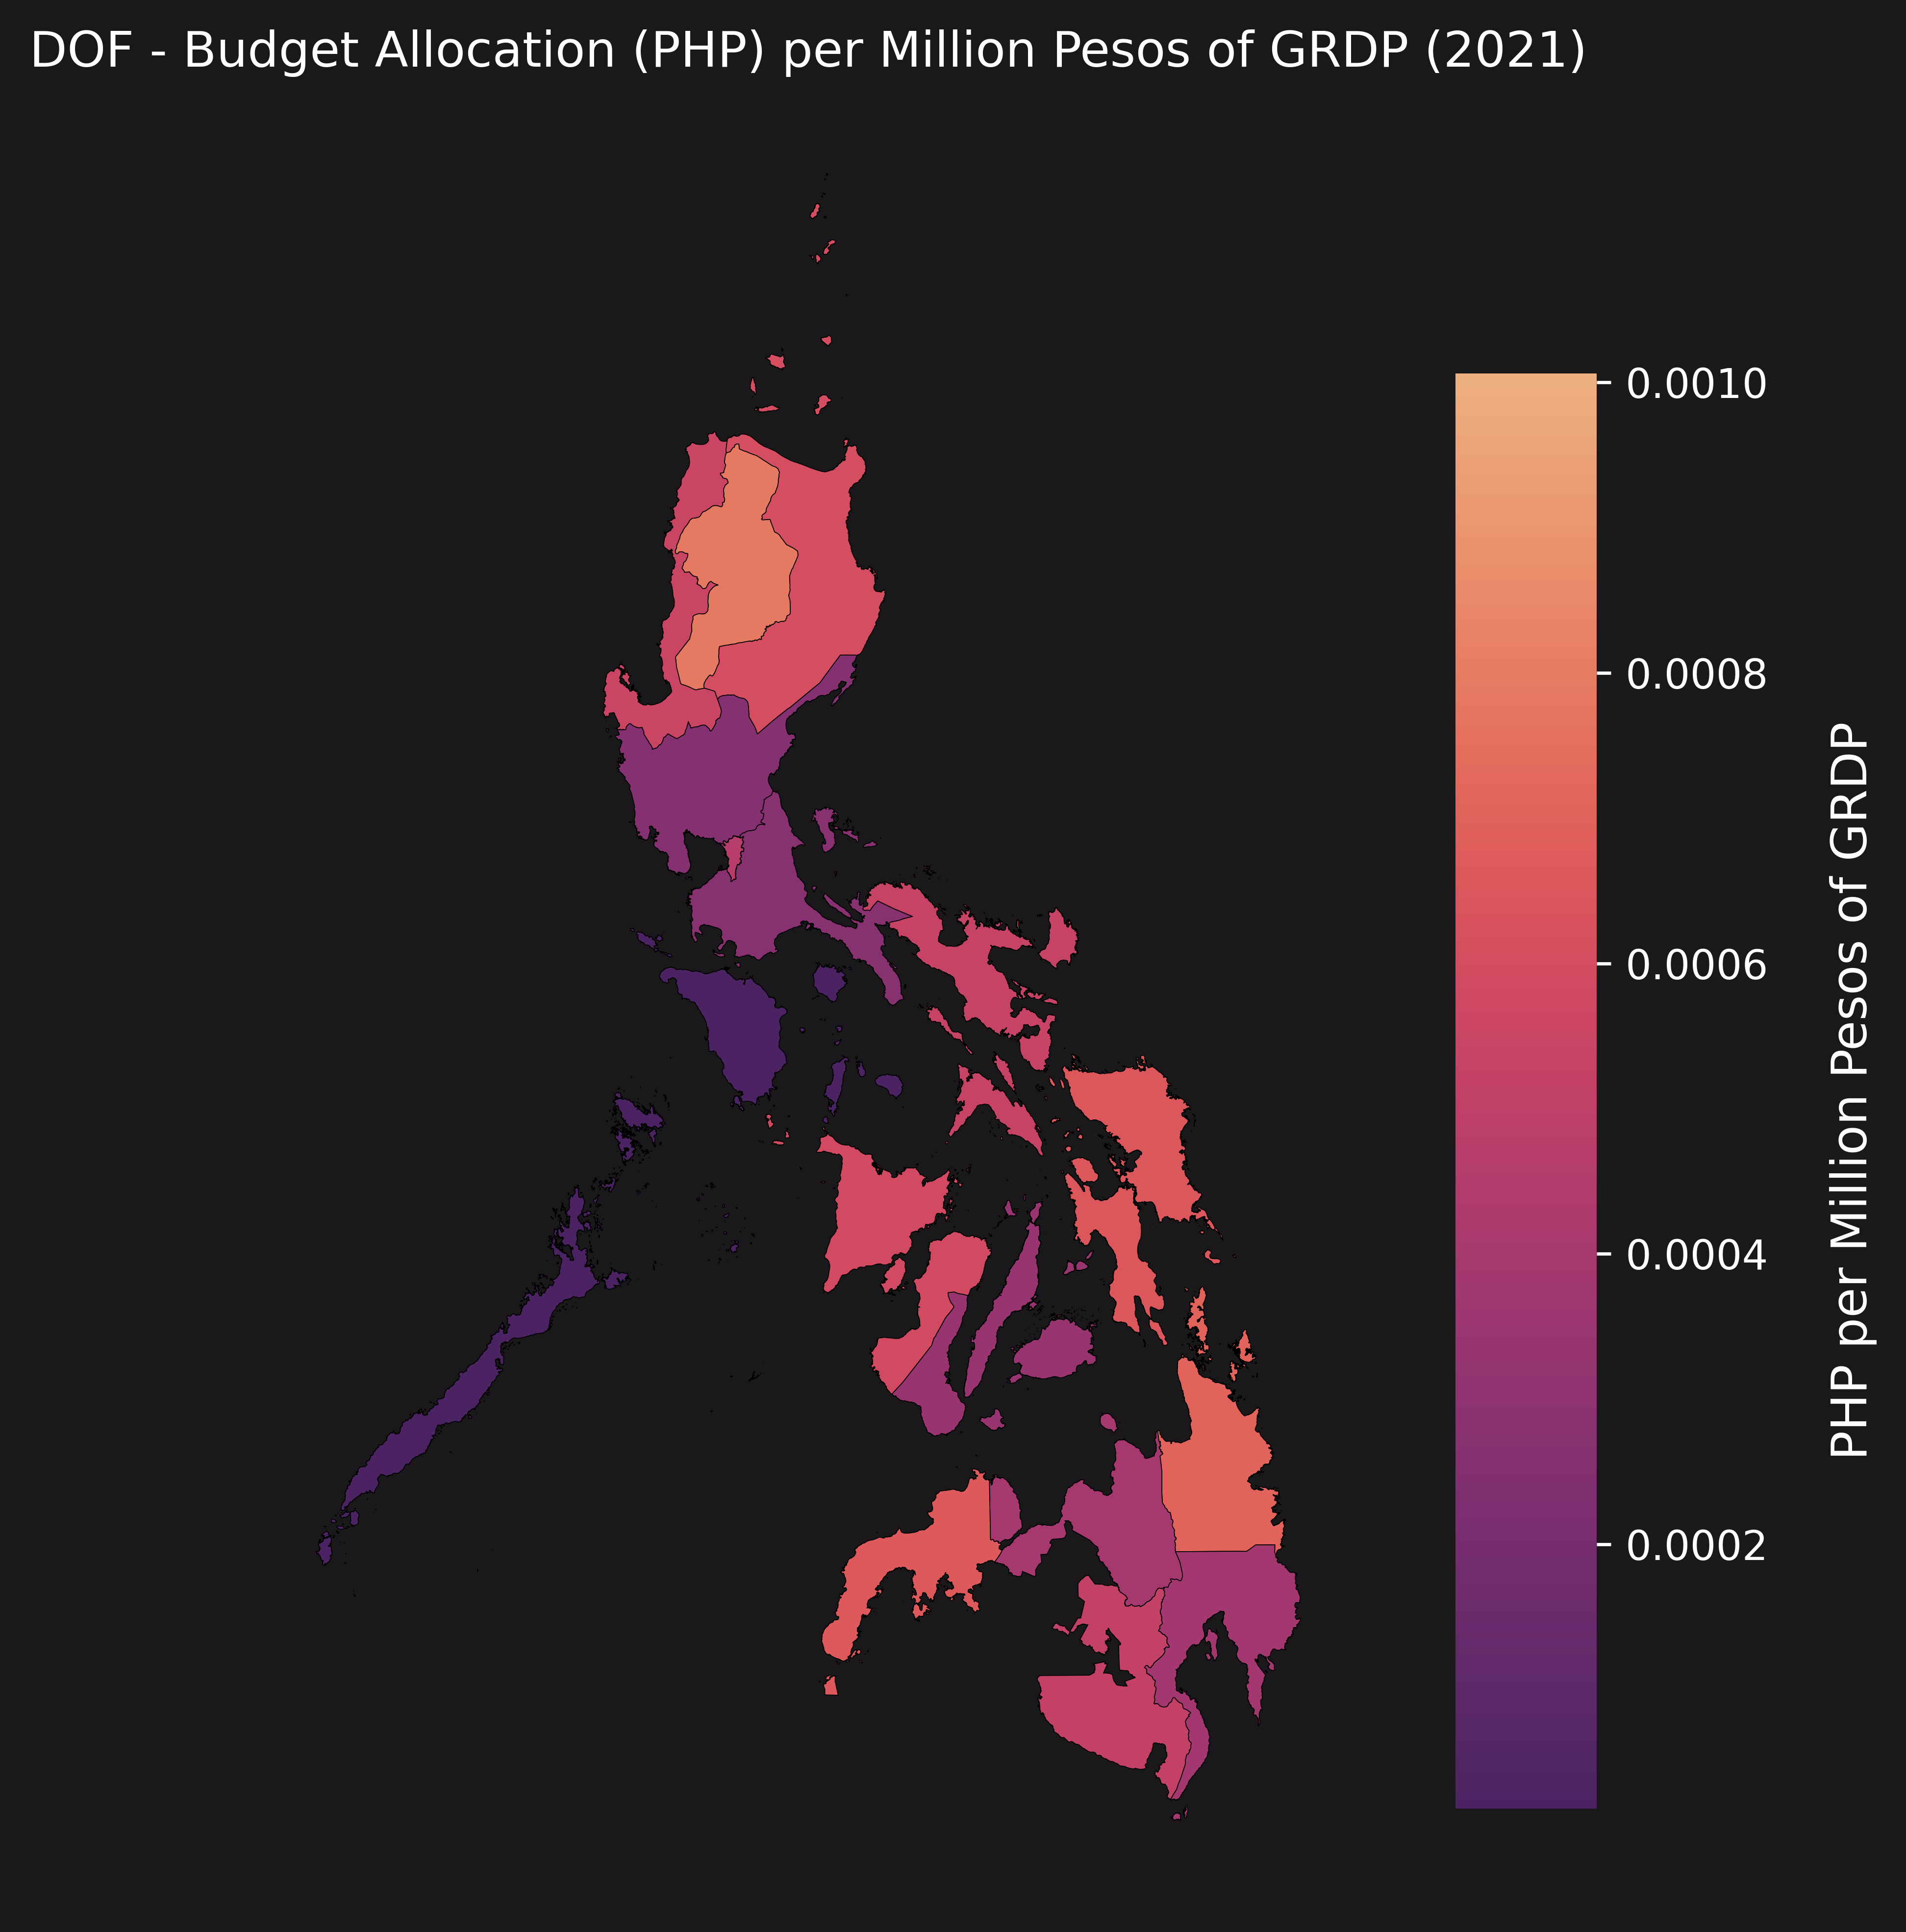 DOF - Budget Allocation (PHP) per Million Pesos of GRDP (2021)
0.0010
0.0008
0.0006
0.0004
0.0002
PHP per Million Pesos of GRDP